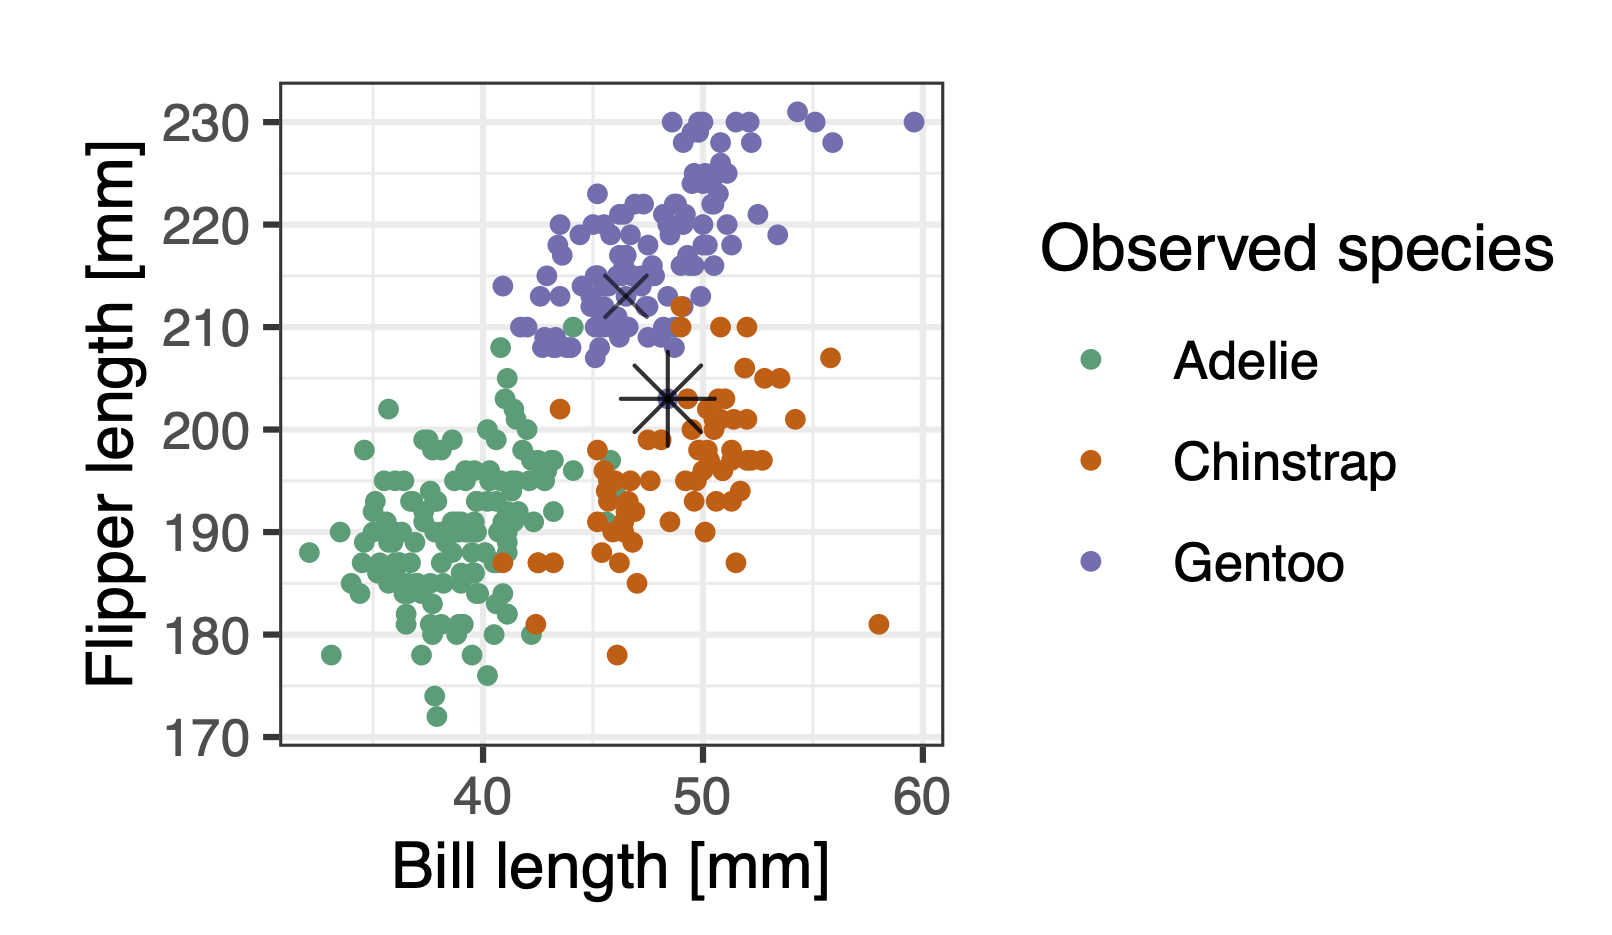 230
220
210
200
190
180
170
Flipper length [mm]
40 50 60
Bill length [mm]
Observed species
Adelie
Chinstrap
Gentoo